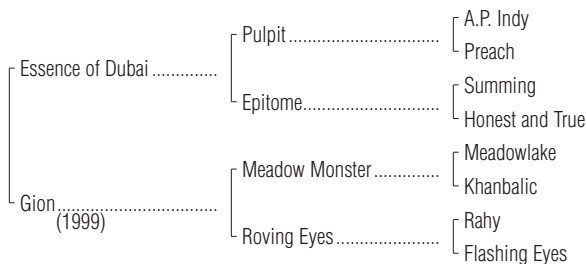 A.P. Indy
Pulpit
Preach
Essence of Dubai
Summing
Epitome
Honest and True
Meadowlake
Meadow Monster
Khanbalic
Gion
(1999)
Rahy
Roving Eyes
Flashing Eyes